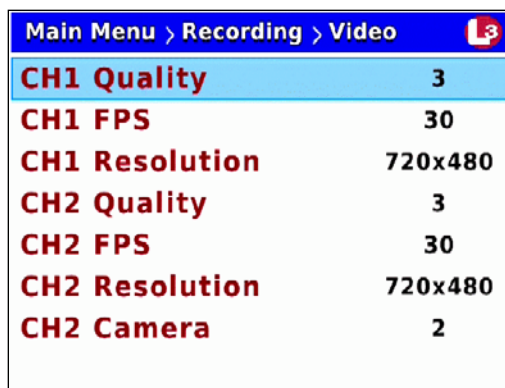 Main Menu > Recording > Video L3
CH1 Quality 3
CH1 FPS 30
CH1 Resolution 720x480
CH2 Quality 3
CH2 FPS 30
CH2 Resolution 720x480
CH2 Camera 2